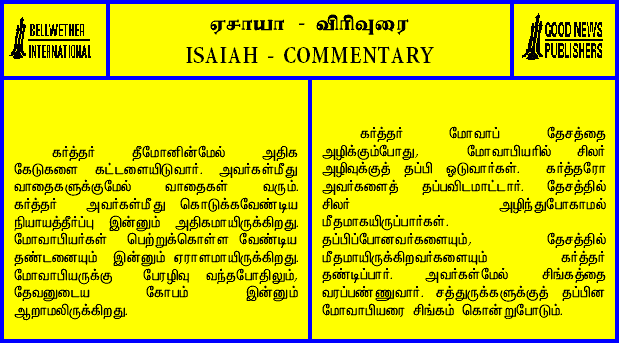 BELLWETHER
INTERNATIONAL
ஏசாயா - விரிவுரை
ISAIAH - COMMENTARY
GOOD NEWS
PUBLISHERS
கர்த்தர் தீமோனின்மேல் அதிக
கேடுகளை கட்டளையிடுவார். அவர்கள்மீது
வாதைகளுக்குமேல் வாதைகள் வரும்.
கர்த்தர் அவர்கள்மீது கொடுக்கவேண்டிய
நியாயத்தீர்ப்பு இன்னும் அதிகமாயிருக்கிறது.
மோவாபியர்கள் பெற்றுக்கொள்ள வேண்டிய
தண்டனையும் இன்னும் ஏராளமாயிருக்கிறது.
மோவாபியருக்கு பேரழிவு வந்தபோதிலும்,
தேவனுடைய கோபம் இன்னும்
ஆறாமலிருக்கிறது.
கர்த்தர் மோவாப் தேசத்தை
அழிக்கும்போது, மோவாபியரில் சிலர்
அழிவுக்குத் தப்பி ஓடுவார்கள். கர்த்தரோ
அவர்களைத் தப்பவிடமாட்டார். தேசத்தில்
சிலர் அழிந்துபோகாமல்
மீதமாகயிருப்பார்கள்.
தப்பிப்போனவர்களையும், தேசத்தில்
மீதமாயிருக்கிறவர்களையும் கர்த்தர்
தண்டிப்பார். அவர்கள்மேல் சிங்கத்தை
வரப்பண்ணுவார். சத்துருக்களுக்குத் தப்பின
மோவாபியரை சிங்கம் கொன்றுபோடும்.